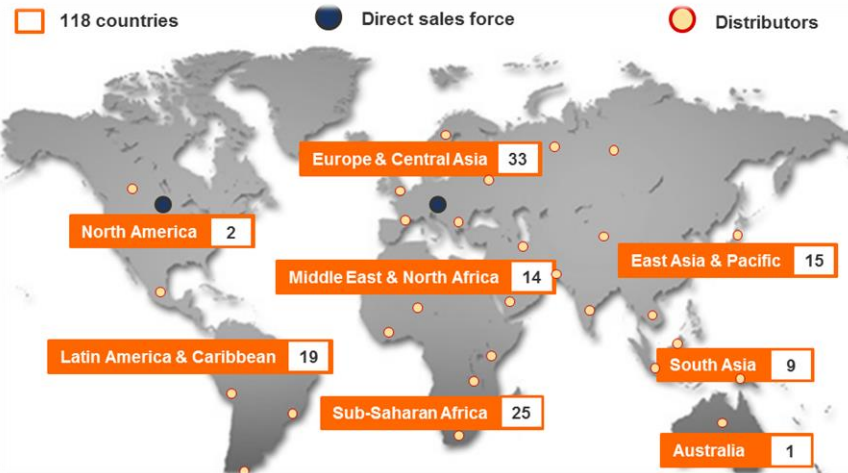 118 countries
Direct sales force
Distributors
Europe & Central Asia 33
North America 2
East Asia & Pacific 15
Middle East & North Africa 14
Latin America & Caribbean 19
South Asia 9
Sub-Saharan Africa 25
Australia 1